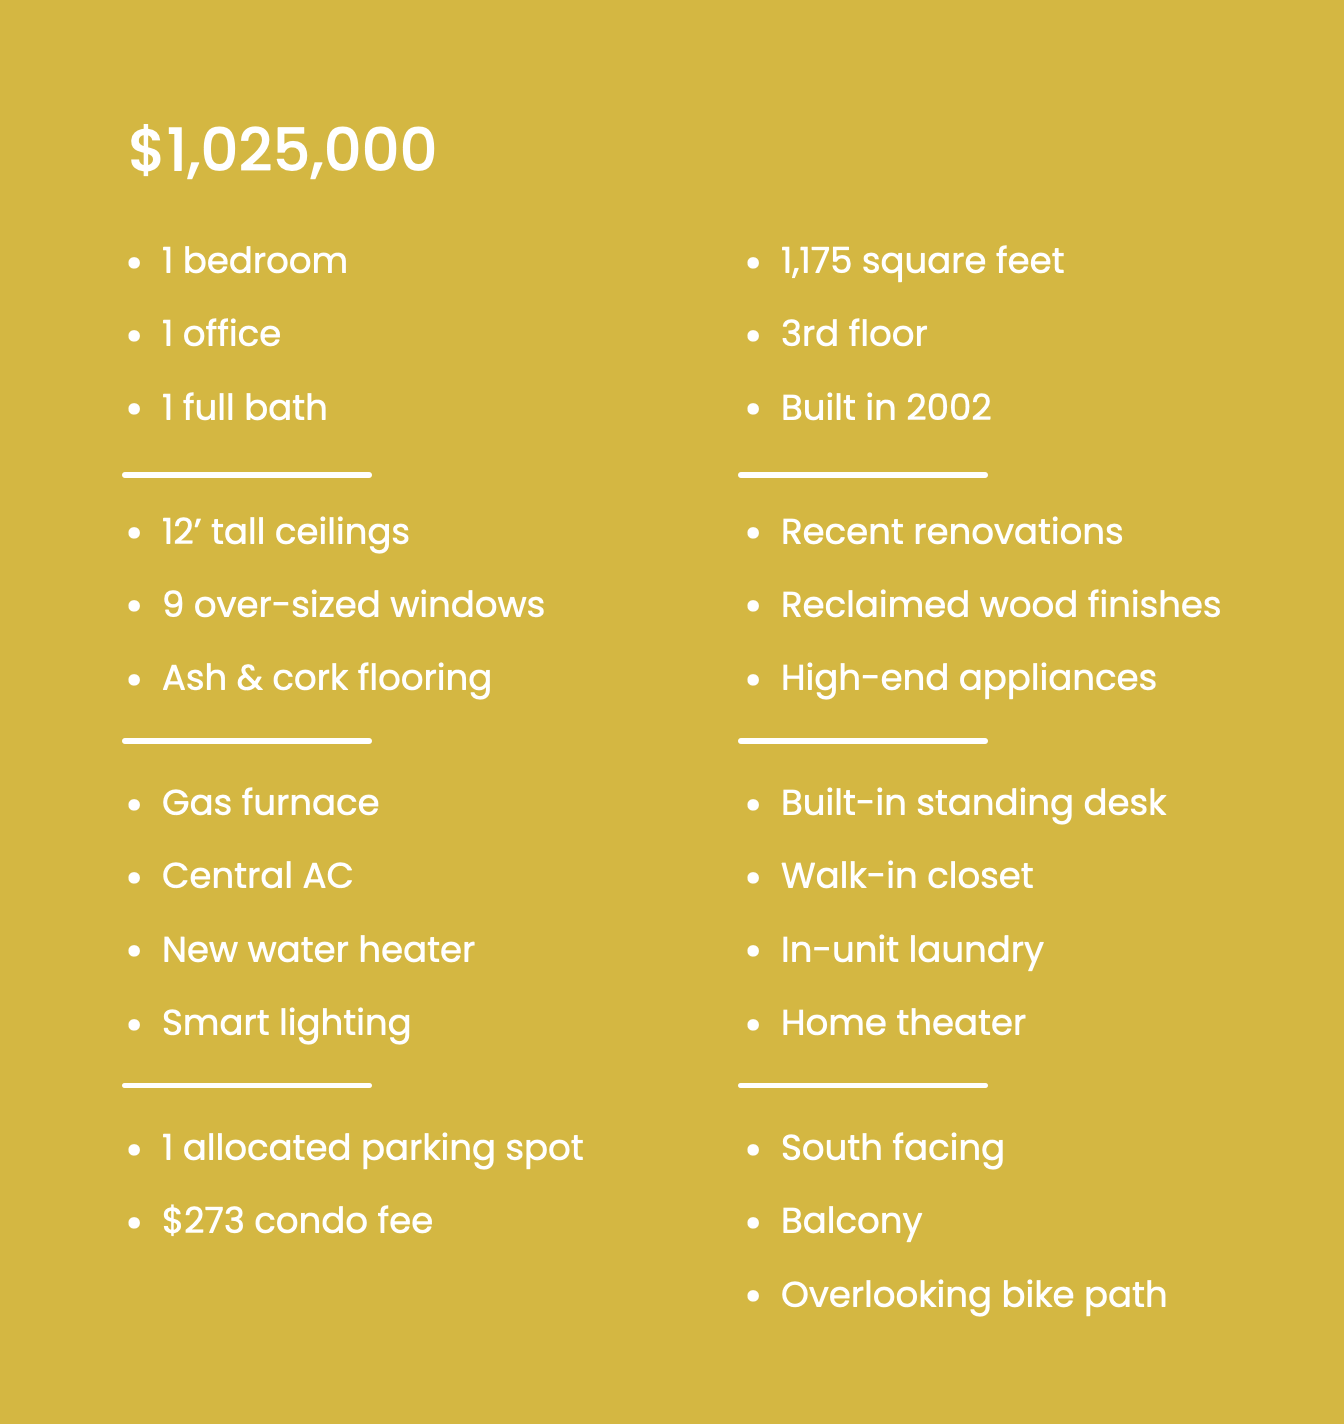 $1,025,000
• 1 bedroom
• 1 office
• 1 full bath
• 12’ tall ceilings
• 9 over-sized windows
• Ash & cork flooring
• Gas furnace
• Central AC
• New water heater
• Smart lighting
• 1 allocated parking spot
• $273 condo fee
• 1,175 square feet
• 3rd floor
• Built in 2002
• Recent renovations
• Reclaimed wood finishes
• High-end appliances
• Built-in standing desk
• Walk-in closet
• In-unit laundry
• Home theater
• South facing
• Balcony
• Overlooking bike path